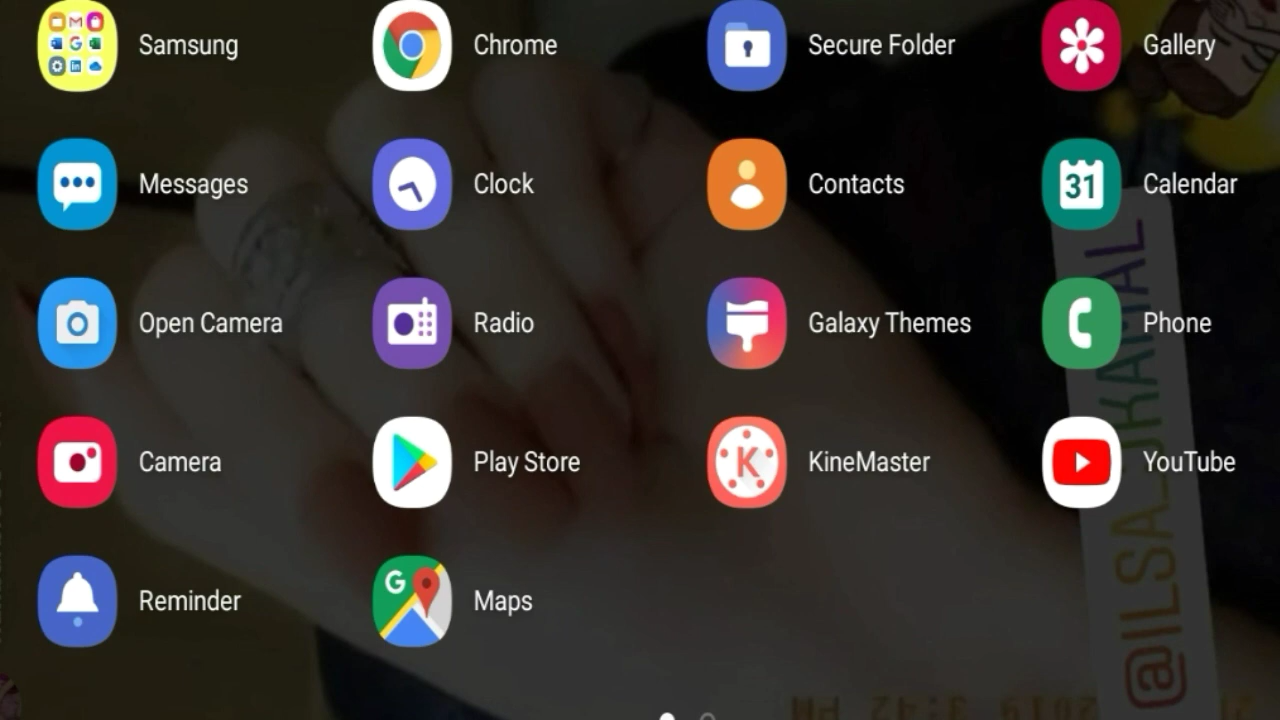 Samsung Chrome Secure Folder Gallery
Messages Clock Contacts 31 Calendar
Open Camera Radio Galaxy Themes Phone
Camera Play Store K KineMaster YouTube
Reminder G Maps